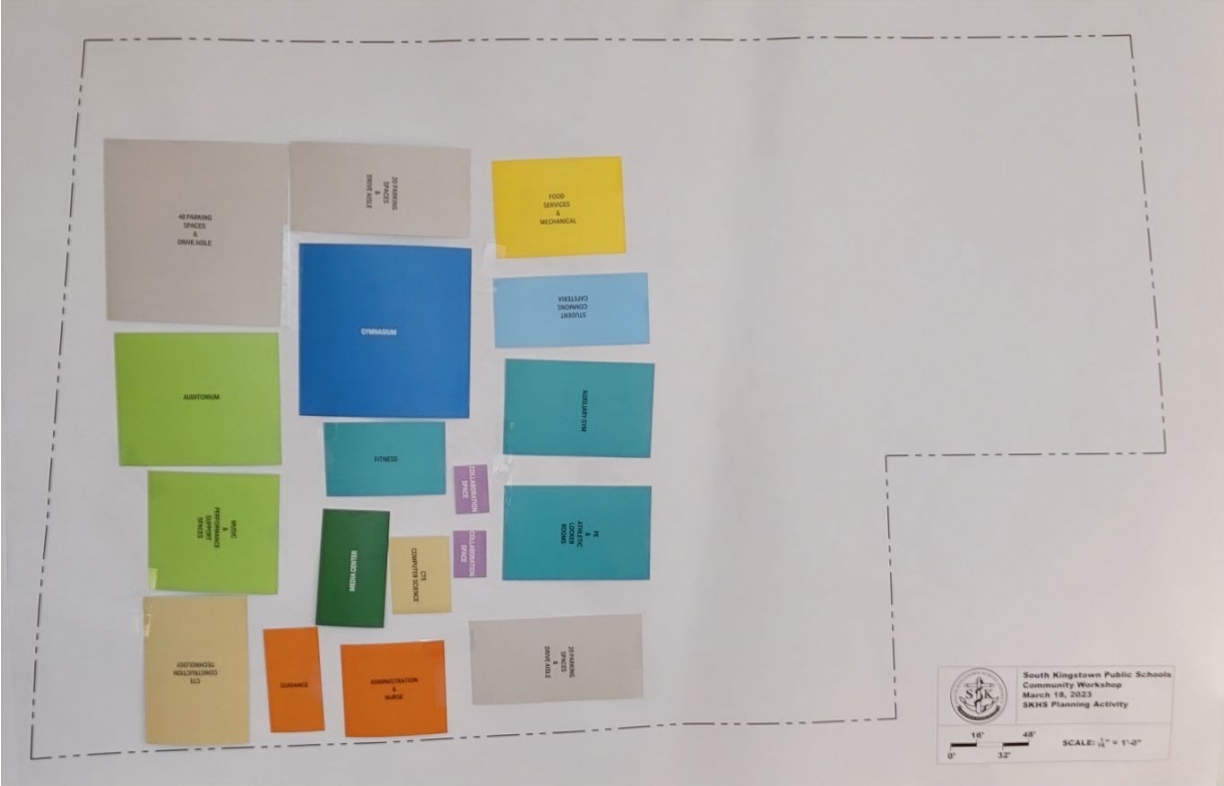 40 PARKING
SPACES
&
DRIVE AISLE
20 PARKING
SPACES
&
DRIVE AISLE
FOOD
SERVICES
&
MECHANICAL
GYMNASIUM
STUDENT
COMMONS
CAFETERIA
AUDITORIUM
AUXILIARY GYM
FITNESS
COLLABORATION
SPACE
MUSIC
&
PERFORMANCE
SUPPORT
SPACES
PE
&
ATHLETIC
LOCKER
ROOMS
MEDIA CENTER
CTE
COMPUTER SCIENCE
COLLABORATION
SPACE
CTE
CONSTRUCTION
TECHNOLOGY
GUIDANCE
ADMINISTRATION
&
NURSE
20 PARKING
SPACES
&
DRIVE AISLE
SK
South Kingstown Public Schools
Community Workshop
March 18, 2023
SKHS Planning Activity
16' 48'
0' 32'
SCALE: 1/16" = 1'-0"